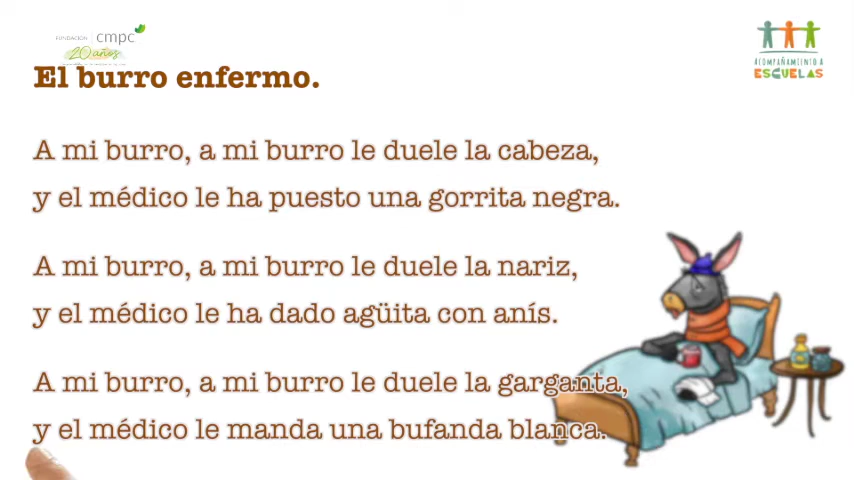 FUNDACIÓN | cmpc
20 años
ACOMPAÑAMIENTO A
ESCUELAS
El burro enfermo.
A mi burro, a mi burro le duele la cabeza,
y el médico le ha puesto una gorrita negra.
A mi burro, a mi burro le duele la nariz,
y el médico le ha dado agüita con anís.
A mi burro, a mi burro le duele la garganta,
y el médico le manda una bufanda blanca.